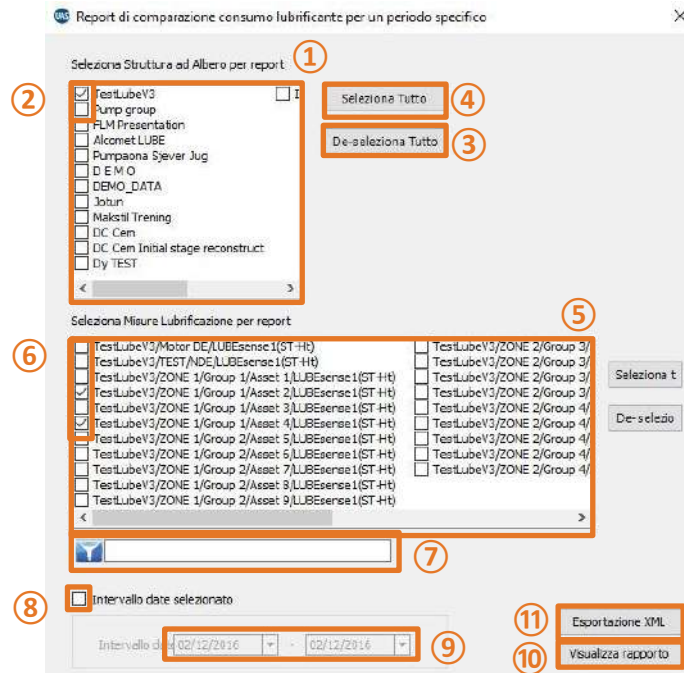 UAS Report di comparazione consumo lubrificante per un periodo specifico
Seleziona Struttura ad Albero per report ①
② TestLubeV3 I Seleziona Tutto ④
Pump group
FLM Presentation
De-seleziona Tutto ③
Alcomet LUBE
Pumpaona Sjever Jug
D E M O
DEMO_DATA
Jotun
Makstil Trening
DC Cem
DC Cem Initial stage reconstruct
Dy TEST
Seleziona Misure Lubrificazione per report ⑤
⑥ TestLubeV3/Motor DE/LUBEsense1(ST-Ht) TestLubeV3/ZONE 2/Group 3/
TestLubeV3/TEST/NDE/LUBEsense1(ST-Ht) TestLubeV3/ZONE 2/Group 3/
TestLubeV3/ZONE 1/Group 1/Asset 1/LUBEsense1(ST-Ht) TestLubeV3/ZONE 2/Group 3/ Seleziona t
TestLubeV3/ZONE 1/Group 1/Asset 2/LUBEsense1(ST-Ht) TestLubeV3/ZONE 2/Group 3/
TestLubeV3/ZONE 1/Group 1/Asset 3/LUBEsense1(ST-Ht) TestLubeV3/ZONE 2/Group 4/
TestLubeV3/ZONE 1/Group 1/Asset 4/LUBEsense1(ST-Ht) TestLubeV3/ZONE 2/Group 4/ De-selezio
TestLubeV3/ZONE 1/Group 2/Asset 5/LUBEsense1(ST-Ht) TestLubeV3/ZONE 2/Group 4/
TestLubeV3/ZONE 1/Group 2/Asset 6/LUBEsense1(ST-Ht) TestLubeV3/ZONE 2/Group 4/
TestLubeV3/ZONE 1/Group 2/Asset 7/LUBEsense1(ST-Ht) TestLubeV3/ZONE 2/Group 4/
TestLubeV3/ZONE 1/Group 2/Asset 8/LUBEsense1(ST-Ht)
TestLubeV3/ZONE 1/Group 2/Asset 9/LUBEsense1(ST-Ht)
⑦
⑧ Intervallo date selezionato
⑪ Esportazione XML
Intervallo date 02/12/2016 - 02/12/2016 ⑨
⑩ Visualizza rapporto